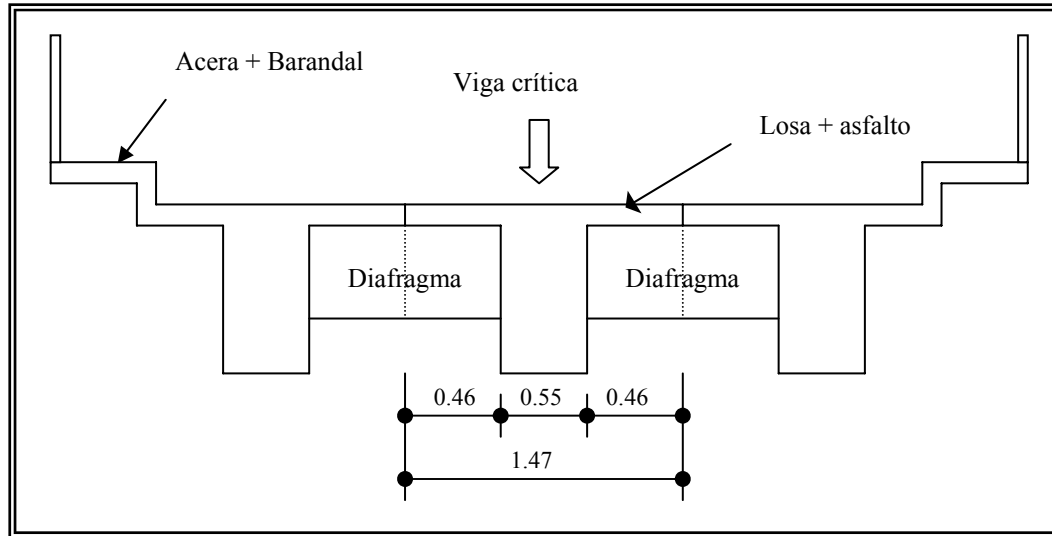 Acera + Barandal
Viga crítica
Losa + asfalto
Diafragma
Diafragma
0.46 0.55 0.46
1.47